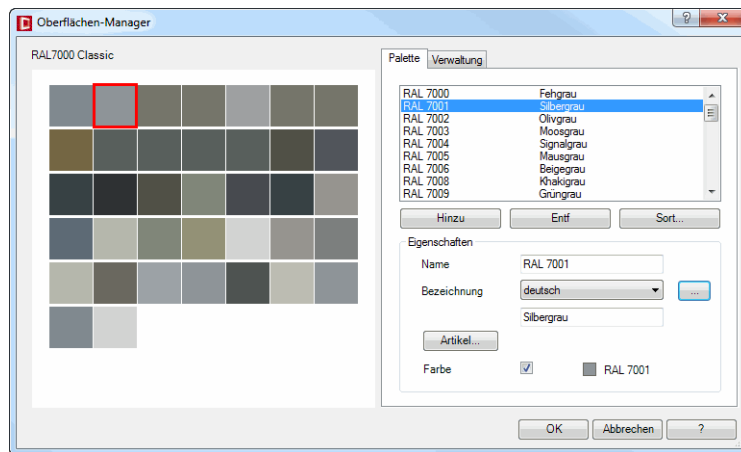 Oberflächen-Manager
? x
RAL7000 Classic
Palette Verwaltung
RAL 7000 Fehgrau
RAL 7001 Silbergrau
RAL 7002 Olivgrau
RAL 7003 Moosgrau
RAL 7004 Signalgrau
RAL 7005 Mausgrau
RAL 7006 Beigegrau
RAL 7008 Khakigrau
RAL 7009 Grüngrau
Hinzu Entf Sort...
Eigenschaften
Name RAL 7001
Bezeichnung deutsch ...
Silbergrau
Artikel...
Farbe RAL 7001
OK Abbrechen ?